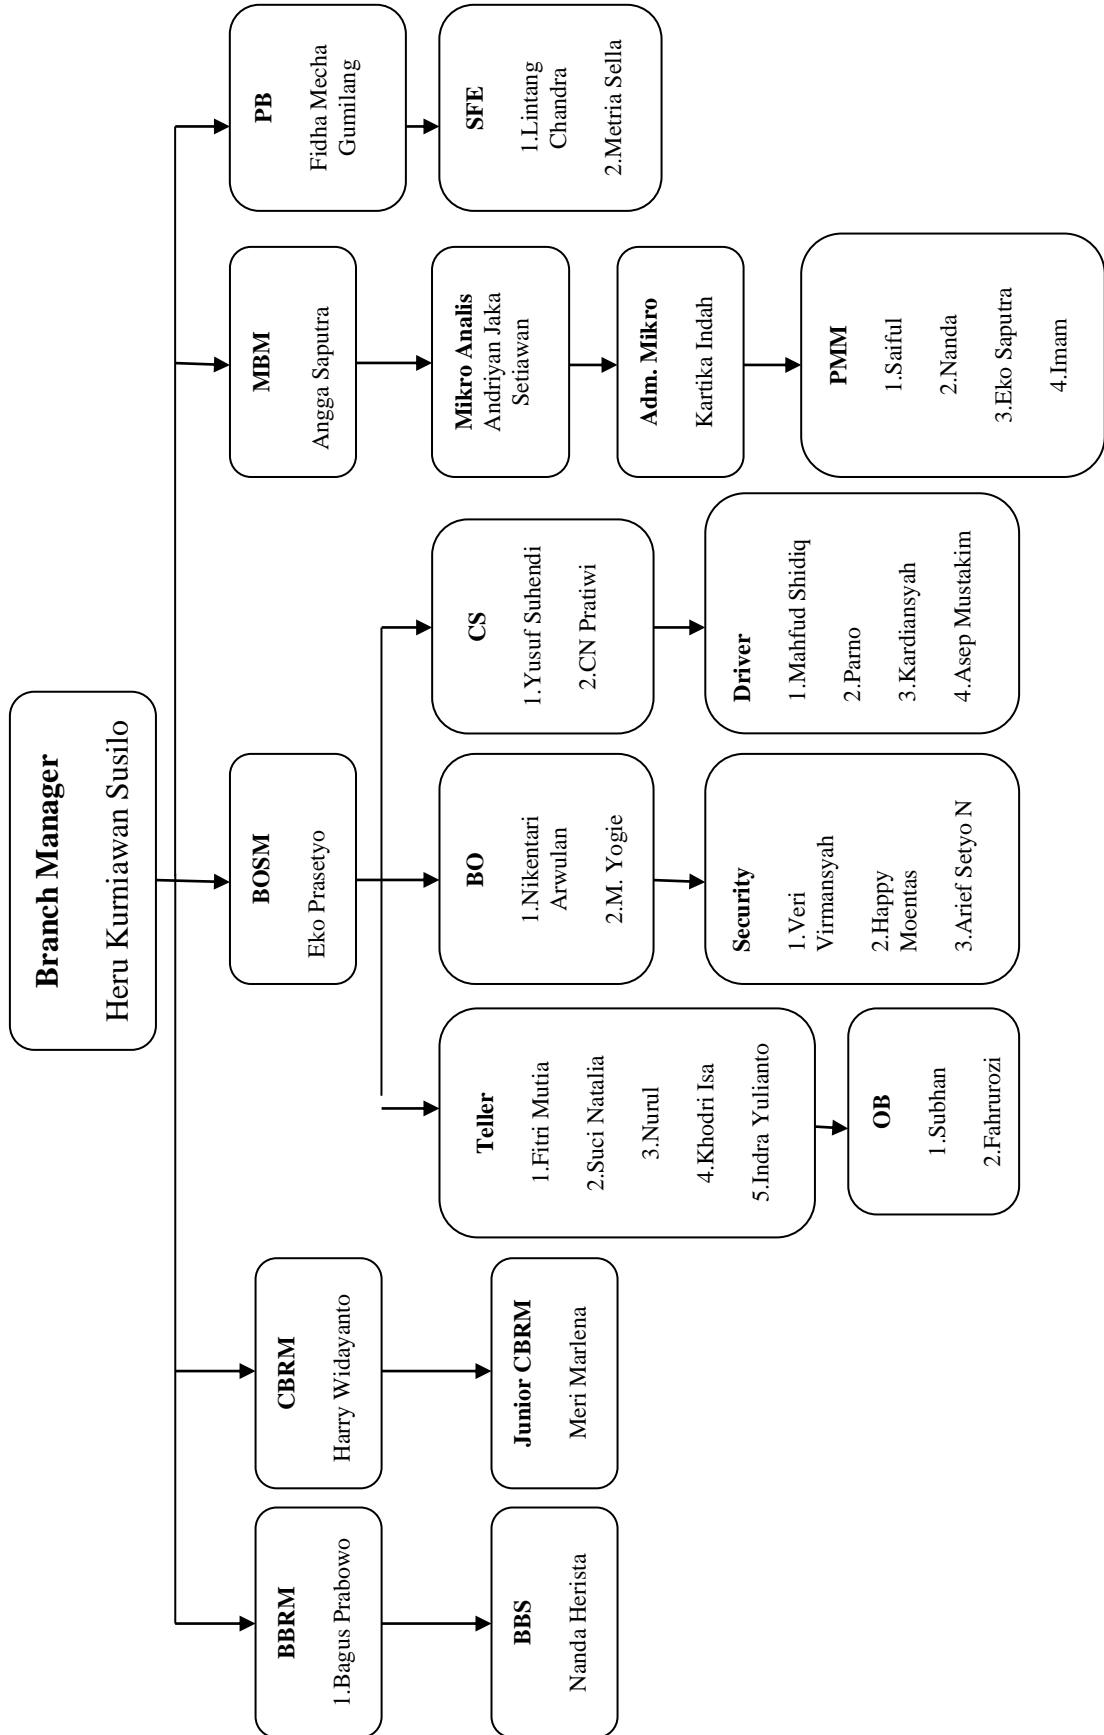 Branch Manager
Heru Kurniawan Susilo
BBRM
1.Bagus Prabowo
CBRM
Harry Widayanto
BOSM
Eko Prasetyo
MBM
Angga Saputra
PB
Fidha Mecha
Gumilang
BBS
Nanda Herista
Junior CBRM
Meri Marlena
Teller
1.Fitri Mutia
2.Suci Natalia
3.Nurul
4.Khodri Isa
5.Indra Yulianto
BO
1.Nikentari
Arwulan
2.M. Yogie
CS
1.Yusuf Suhendi
2.CN Pratiwi
Mikro Analis
Andriyan Jaka
Setiawan
SFE
1.Lintang
Chandra
2.Metria Sella
Adm. Mikro
Kartika Indah
OB
1.Subhan
2.Fahrurozi
Security
1.Veri
Virmansyah
2.Happy
Moentas
3.Arief Setyo N
Driver
1.Mahfud Shidiq
2.Parno
3.Kardiansyah
4.Asep Mustakim
PMM
1.Saiful
2.Nanda
3.Eko Saputra
4.Imam